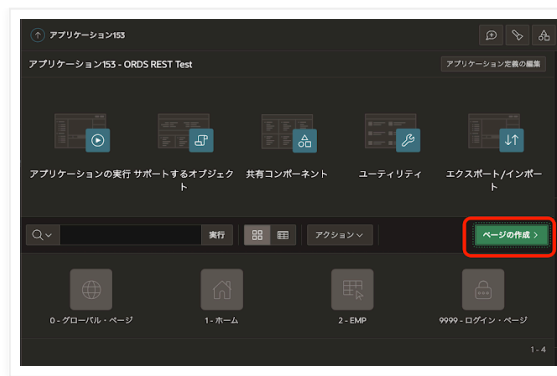 アプリケーション153
アプリケーション153 - ORDS REST Test
アプリケーション定義の編集
アプリケーションの実行
サポートするオブジェクト
共有コンポーネント
ユーティリティ
エクスポート/インポート
実行
アクション
ページの作成
0 - グローバル・ページ
1 - ホーム
2 - EMP
9999 - ログイン・ページ
1 - 4